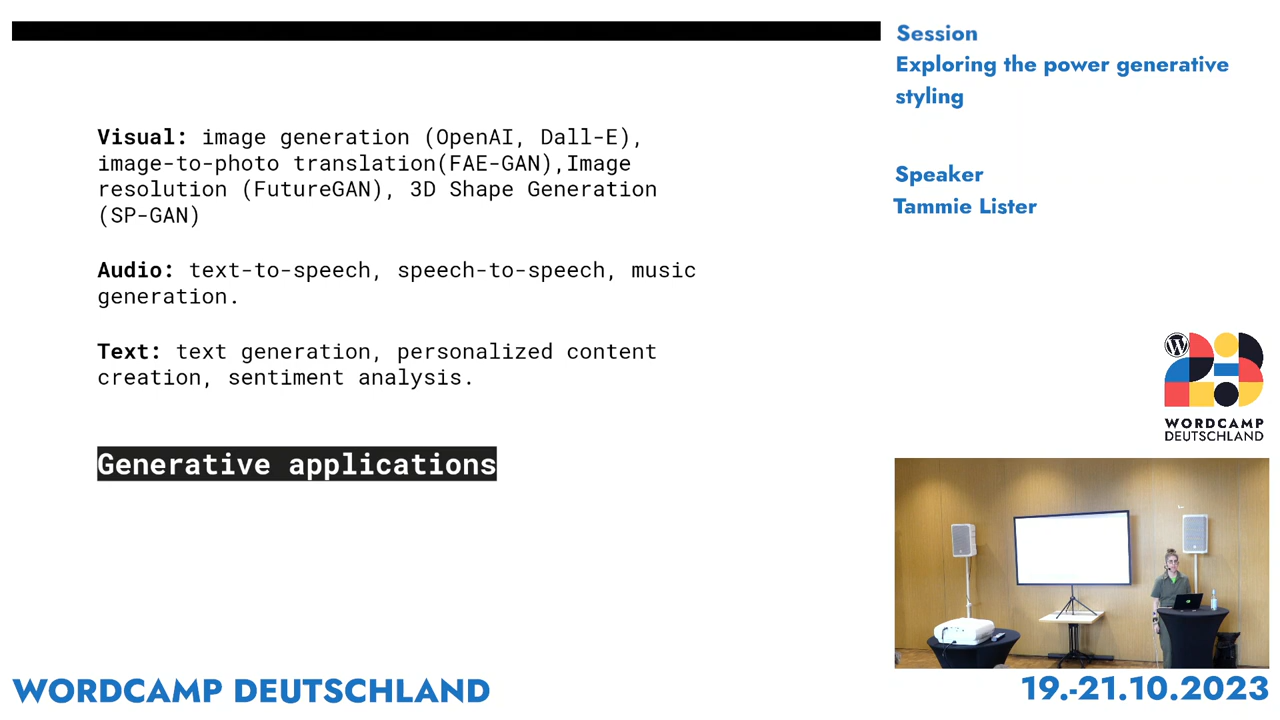 Visual: image generation (OpenAI, Dall-E),
image-to-photo translation(FAE-GAN),Image
resolution (FutureGAN), 3D Shape Generation
(SP-GAN)
Audio: text-to-speech, speech-to-speech, music
generation.
Text: text generation, personalized content
creation, sentiment analysis.
Generative applications
Session
Exploring the power generative
styling
Speaker
Tammie Lister
WORDCAMP
DEUTSCHLAND
WORDCAMP DEUTSCHLAND
19.-21.10.2023